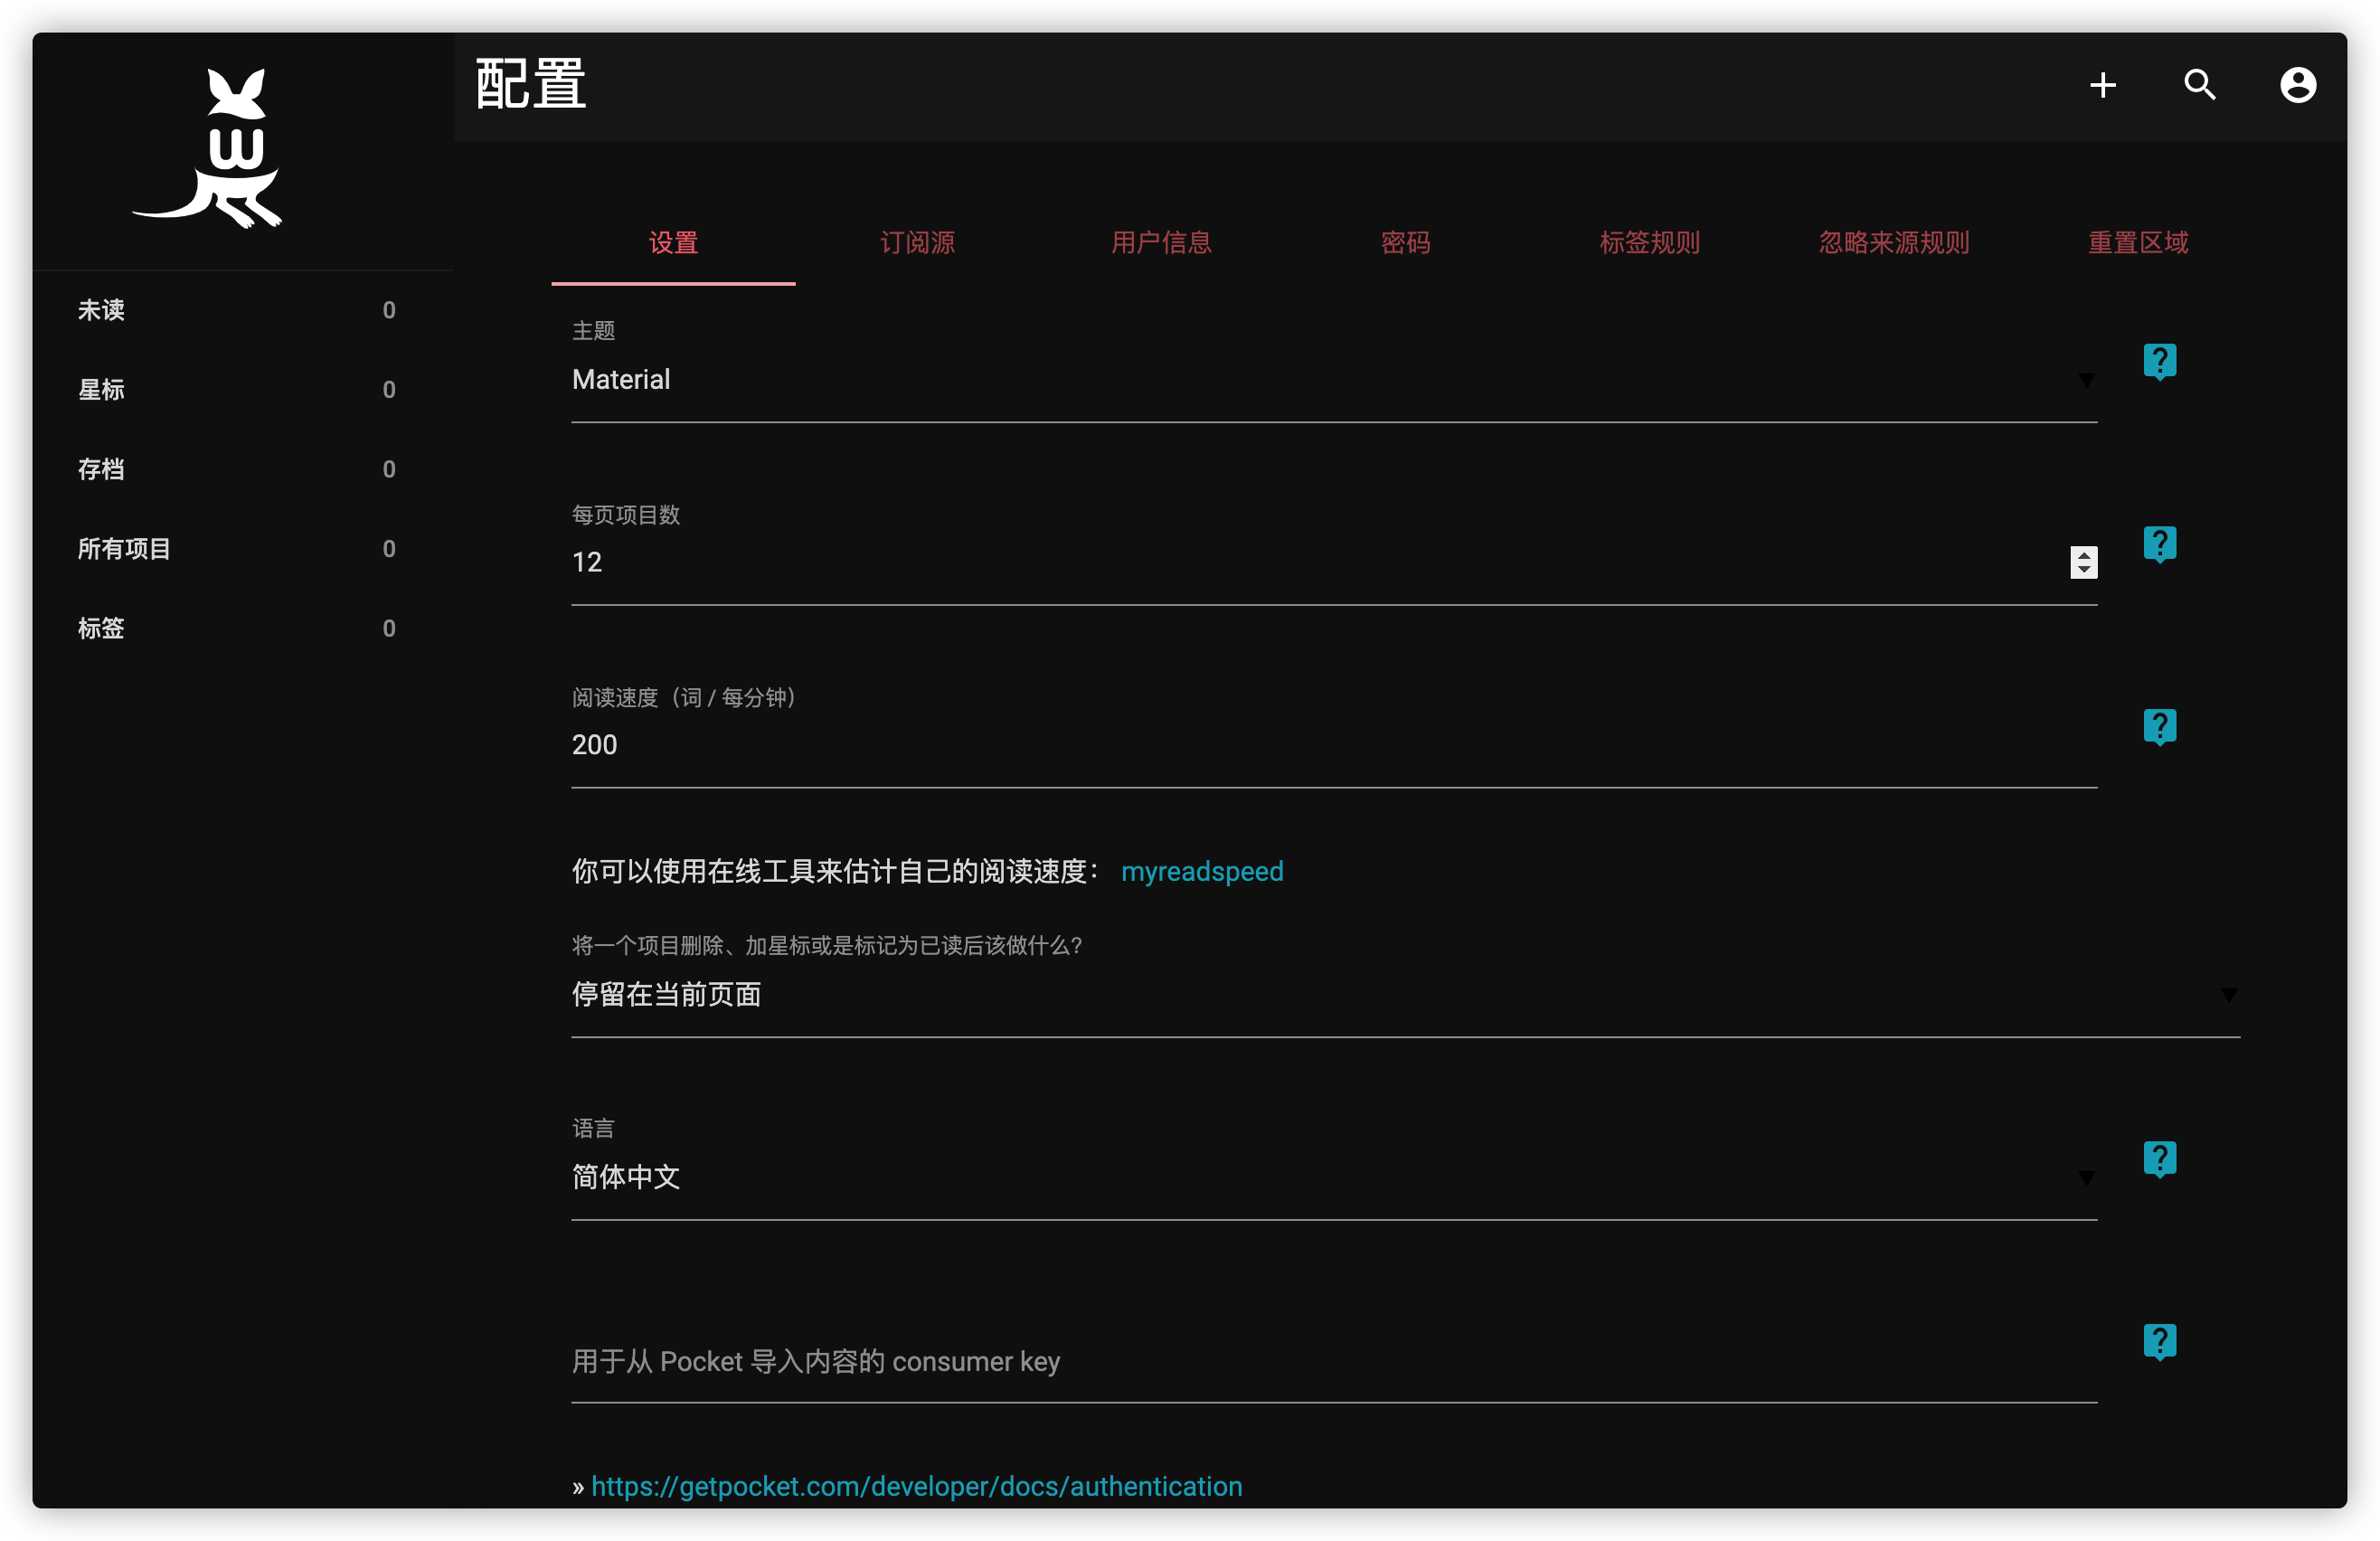 配置
w
未读 0
星标 0
存档 0
所有项目 0
标签 0
设置 订阅源 用户信息 密码 标签规则 忽略来源规则 重置区域
主题
Material
每页项目数
12
阅读速度（词 / 每分钟）
200
你可以使用在线工具来估计自己的阅读速度： myreadspeed
将一个项目删除、加星标或是标记为已读后该做什么?
停留在当前页面
语言
简体中文
用于从 Pocket 导入内容的 consumer key
» https://getpocket.com/developer/docs/authentication